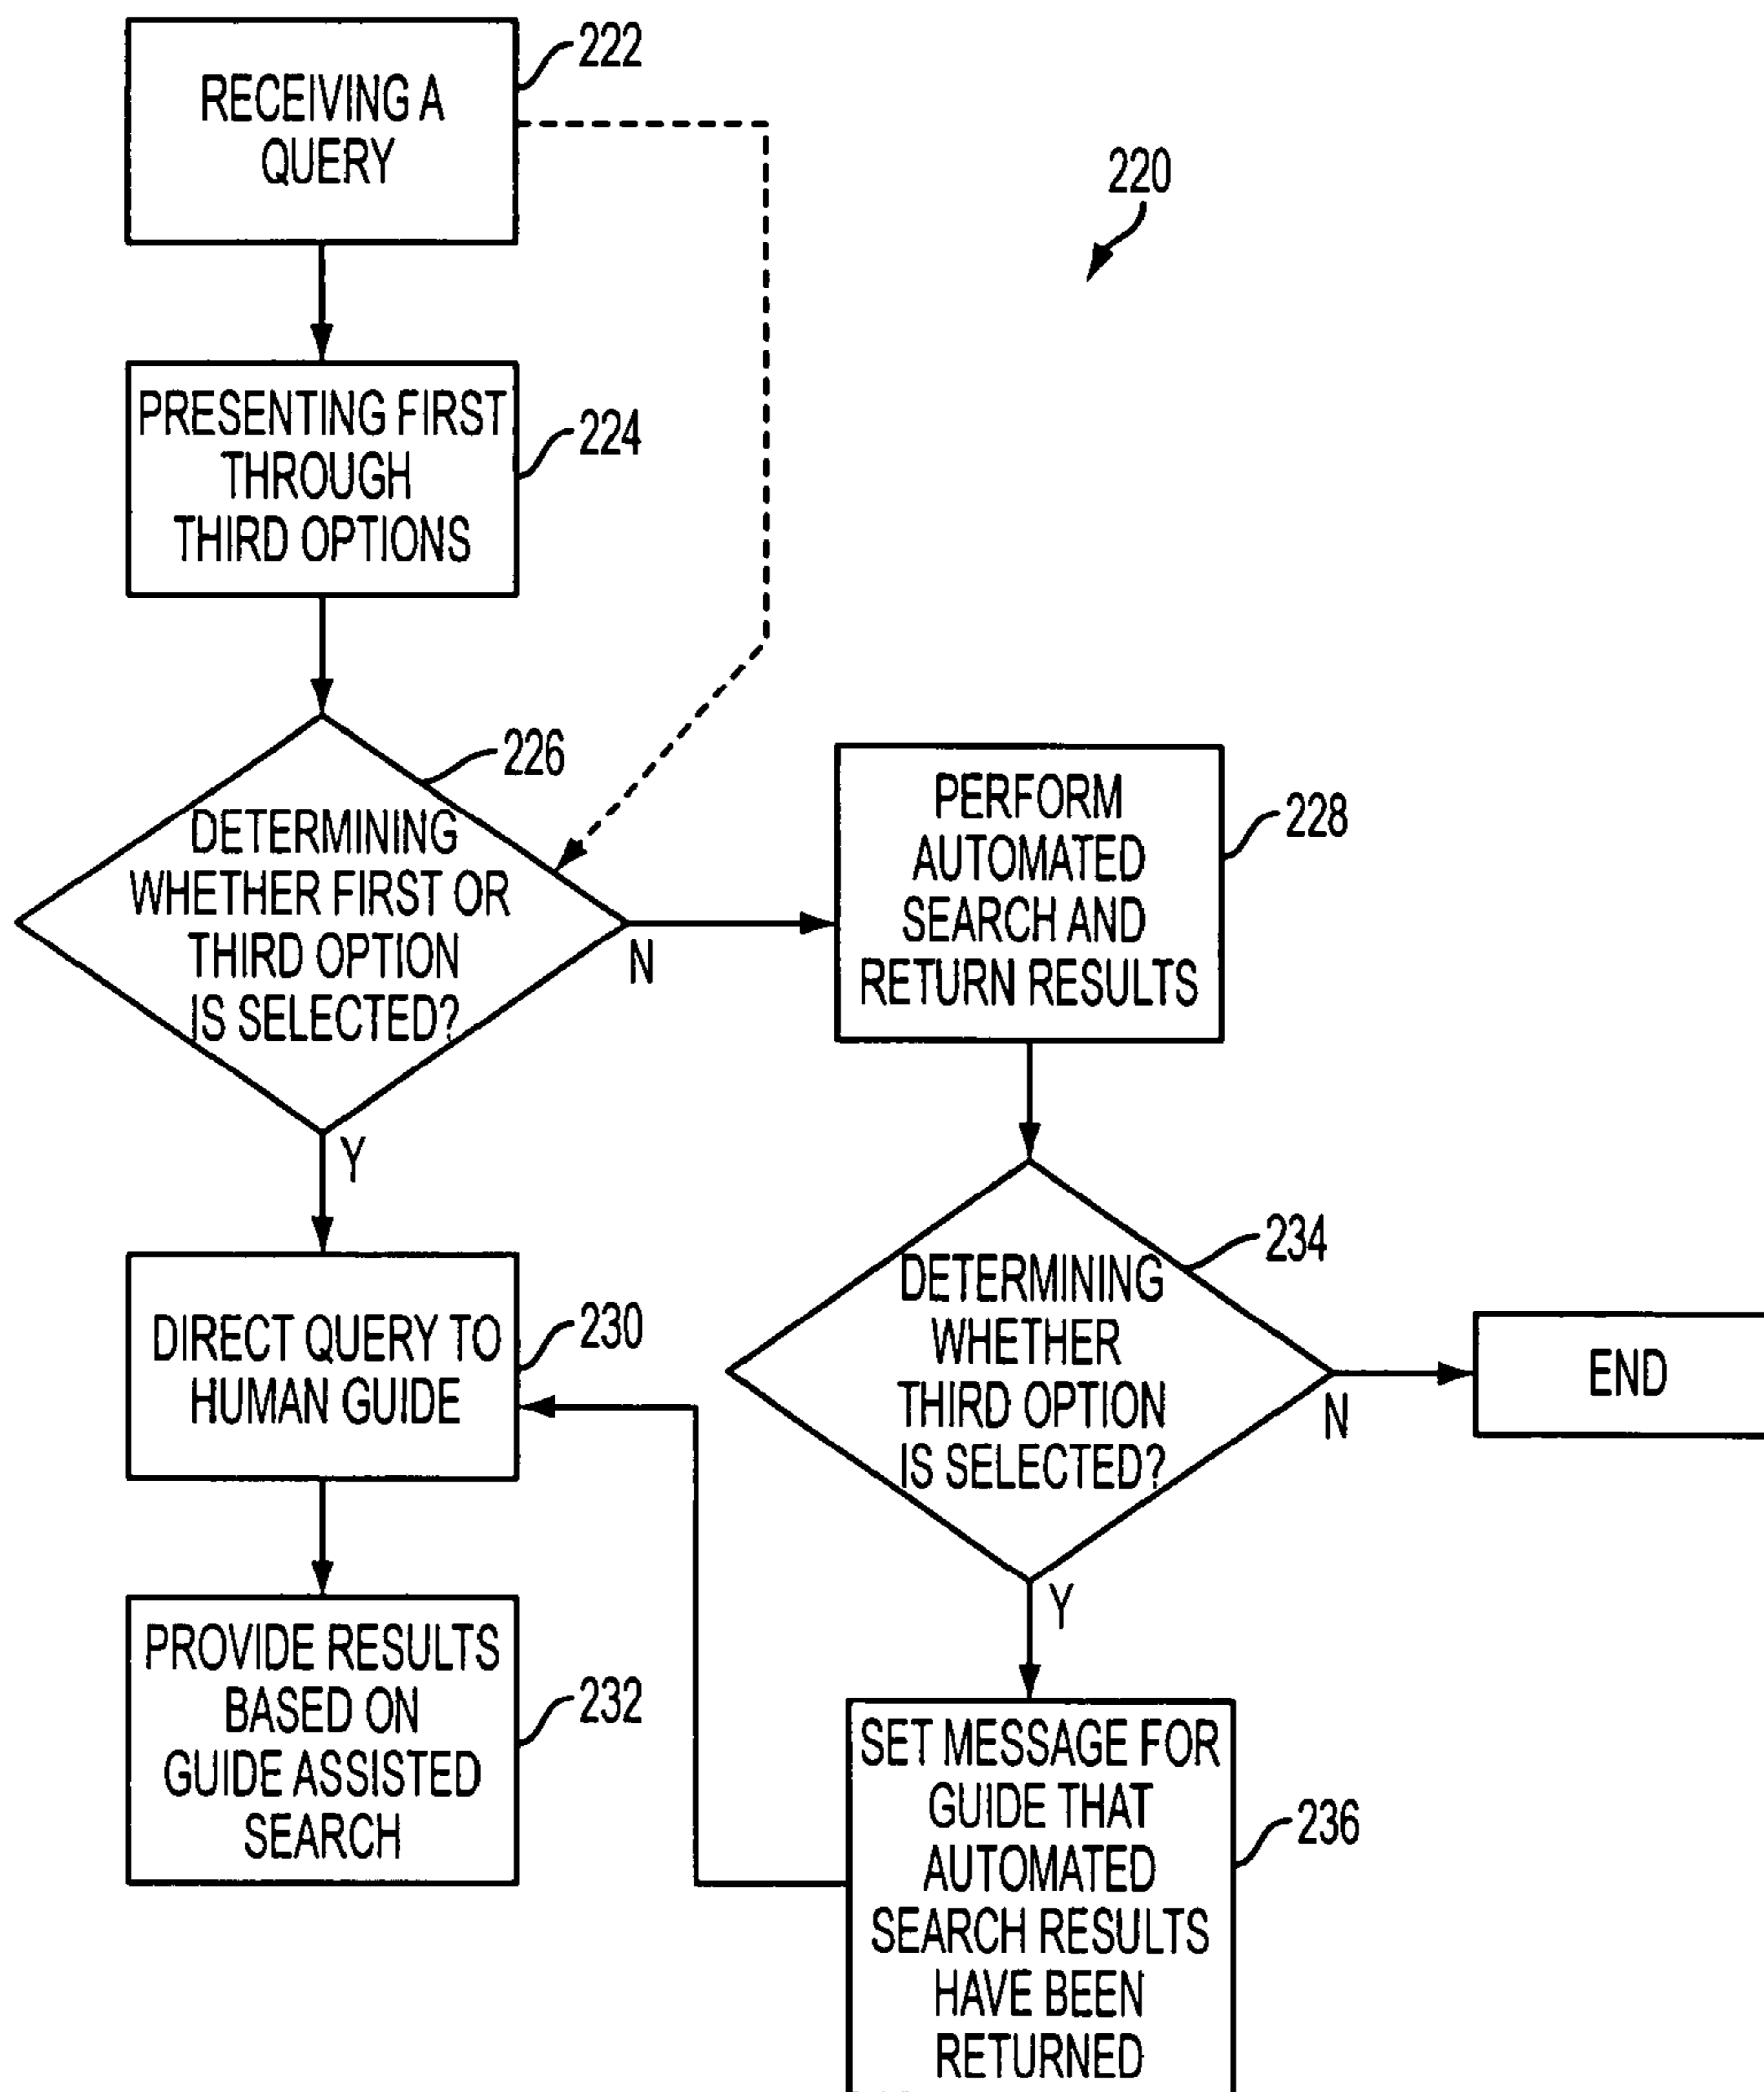 222
RECEIVING A
QUERY
220
PRESENTING FIRST
THROUGH
THIRD OPTIONS
224
226
DETERMINING
WHETHER FIRST OR
THIRD OPTION
IS SELECTED?
N
Y
PERFORM
AUTOMATED
SEARCH AND
RETURN RESULTS
228
DIRECT QUERY TO
HUMAN GUIDE
230
234
DETERMINING
WHETHER
THIRD OPTION
IS SELECTED?
N
END
Y
PROVIDE RESULTS
BASED ON
GUIDE ASSISTED
SEARCH
232
SET MESSAGE FOR
GUIDE THAT
AUTOMATED
SEARCH RESULTS
HAVE BEEN
RETURNED
236